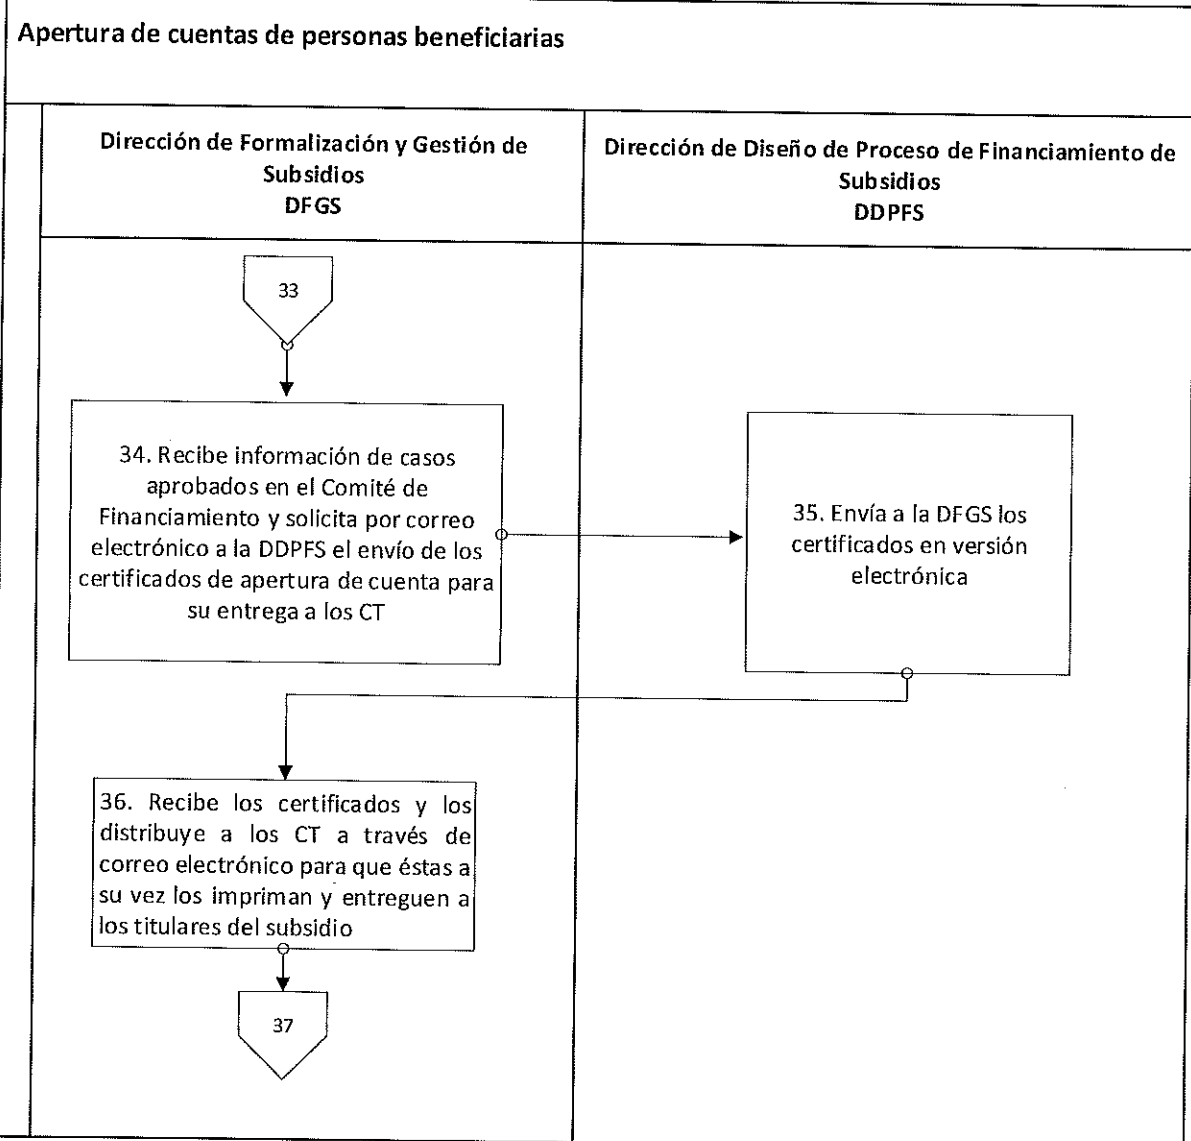 Apertura de cuentas de personas beneficiarias
Dirección de Formalización y Gestión de
Subsidios
DFGS
Dirección de Diseño de Proceso de Financiamiento de
Subsidios
DDPFS
33
34. Recibe información de casos
aprobados en el Comité de
Financiamiento y solicita por correo
electrónico a la DDPFS el envío de los
certificados de apertura de cuenta para
su entrega a los CT
35. Envía a la DFGS los
certificados en versión
electrónica
36. Recibe los certificados y los
distribuye a los CT a través de
correo electrónico para que éstas a
su vez los impriman y entreguen a
los titulares del subsidio
37